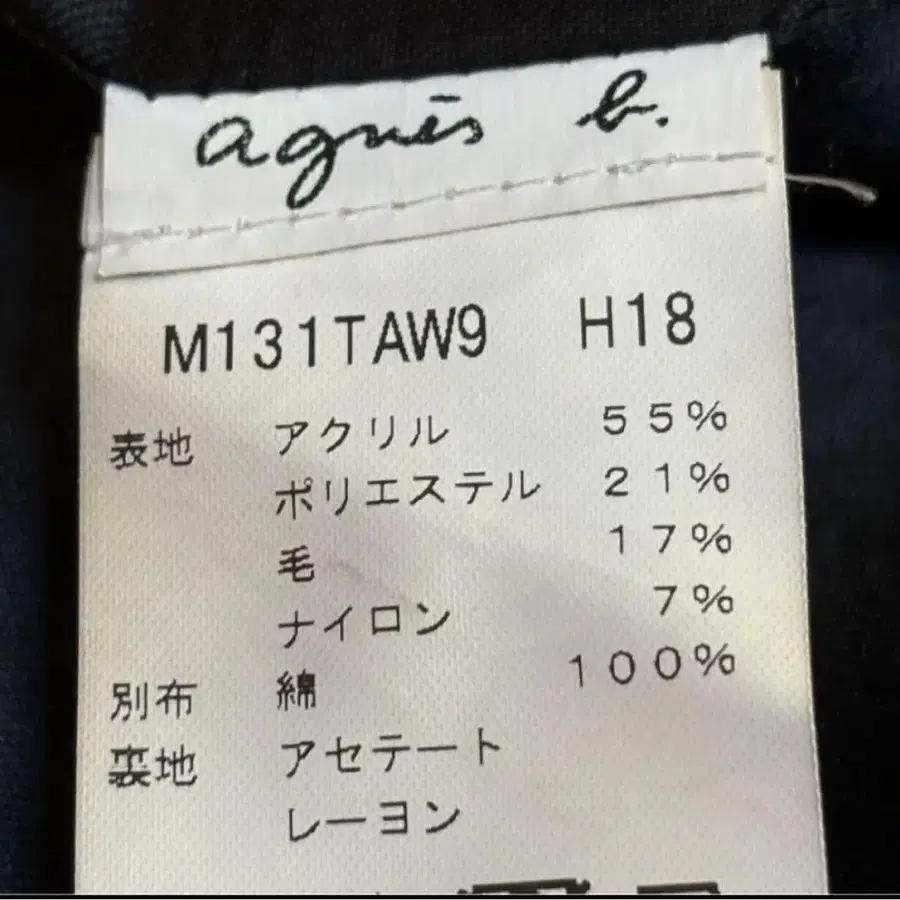 agnès b.
M131TAW9 H18
表地 アクリル 55%
ポリエステル 21%
毛 17%
ナイロン 7%
別布 綿 100%
裏地 アセテート
レーヨン